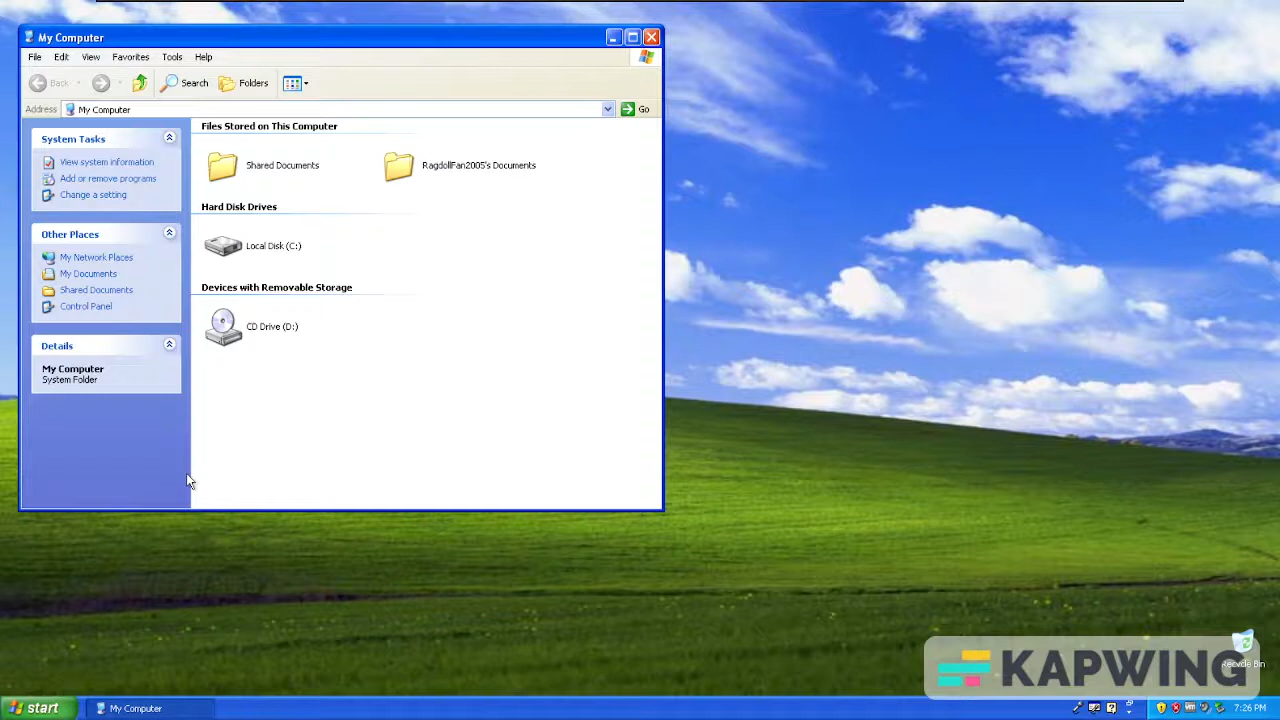 My Computer
File Edit View Favorites Tools Help
Back Search Folders
Address My Computer Go
System Tasks
View system information
Add or remove programs
Change a setting
Other Places
My Network Places
My Documents
Shared Documents
Control Panel
Details
My Computer
System Folder
Files Stored on This Computer
Shared Documents RagdollFan2005's Documents
Hard Disk Drives
Local Disk (C:)
Devices with Removable Storage
CD Drive (D:)
Recycle Bin
KAPWING
start My Computer 7:26 PM